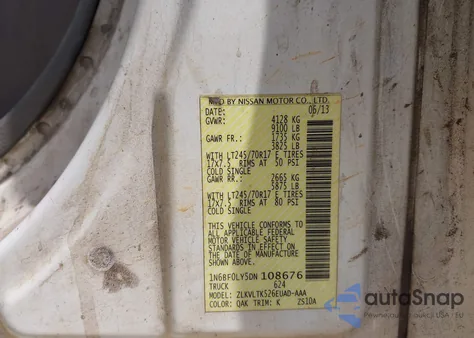 MFD BY NISSAN MOTOR CO., LTD.
DATE: 06/13
GVWR: 4128 KG
9100 LB
GAWR FR: 1735 KG
3825 LB
WITH LT245/70R17 E TIRES
17x7.5 RIMS AT 50 PSI
COLD SINGLE
GAWR RR: 2665 KG
5875 LB
WITH LT245/70R17 E TIRES
17x7.5 RIMS AT 80 PSI
COLD SINGLE
THIS VEHICLE CONFORMS TO ALL
APPLICABLE U.S. FEDERAL
MOTOR VEHICLE SAFETY
STANDARDS IN EFFECT ON THE
DATE OF MANUFACTURE
SHOWN ABOVE.
1N6BF0LY5DN 108676
TRUCK 624
MODEL: ZLKVLTK526EUAD-AAA
COLOR: QAK TRIM: K ZS1DA
autoSnap